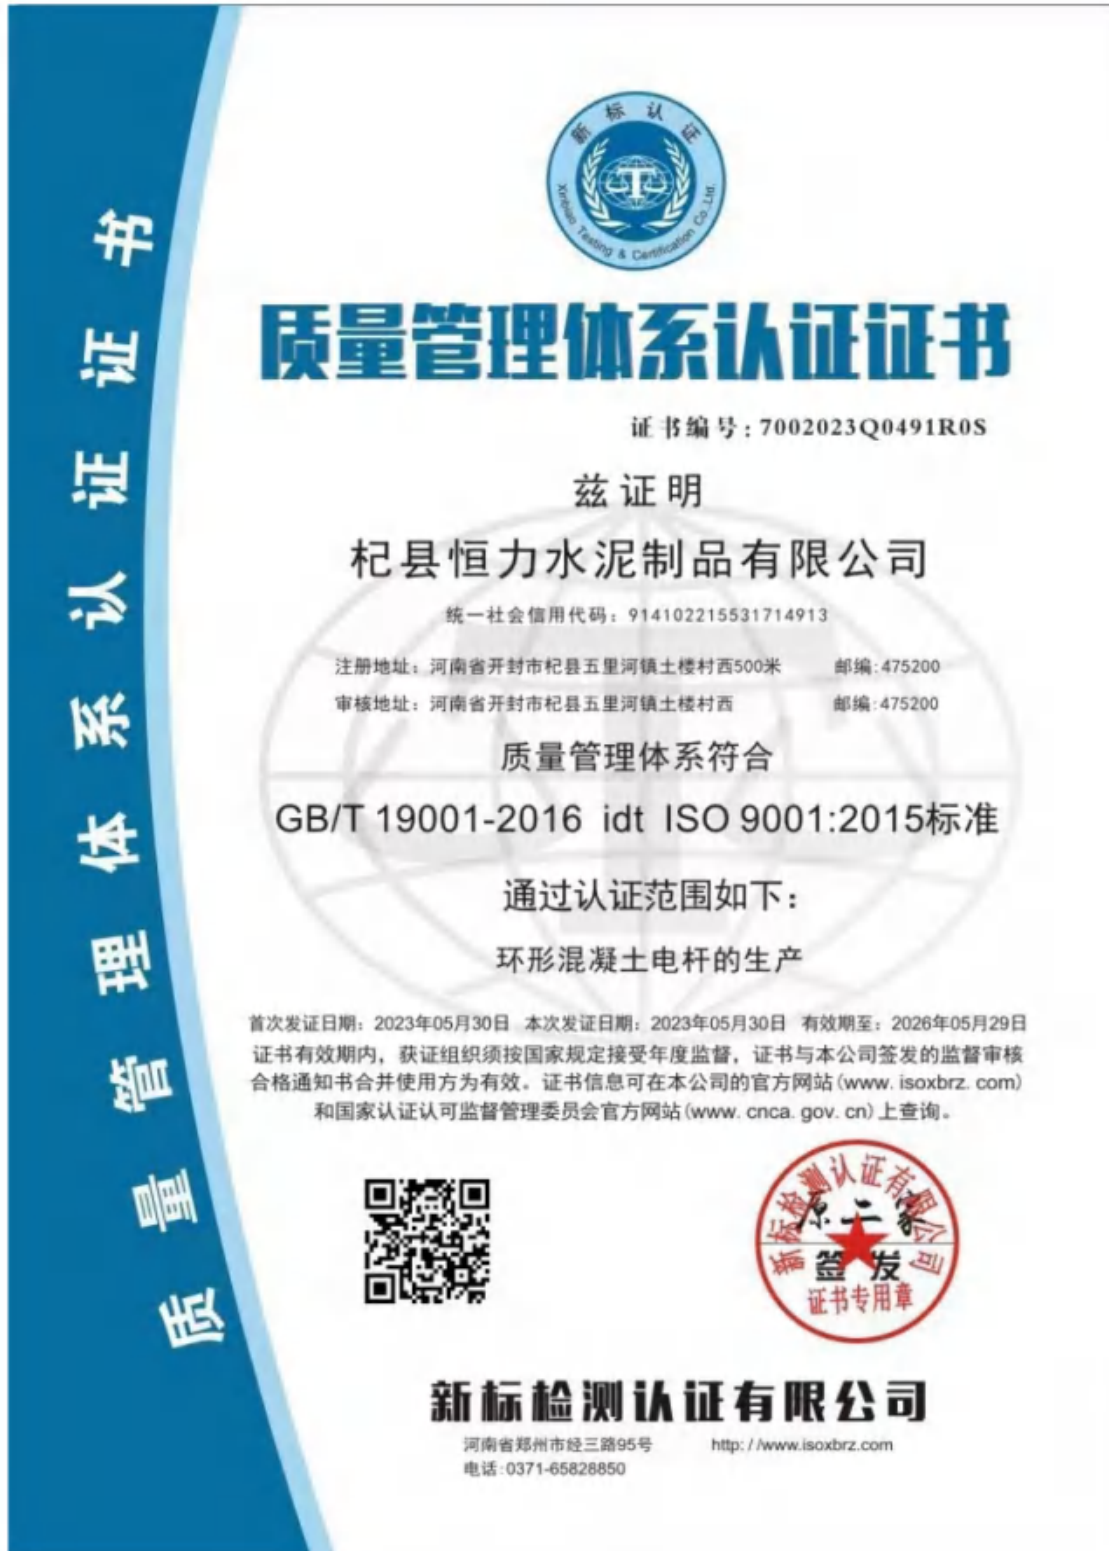 新标认证
Xinbiao Testing & Certification Co.,Ltd.
质量管理体系认证证书
质量管理体系认证证书
证书编号:7002023Q0491R0S
兹证明
杞县恒力水泥制品有限公司
统一社会信用代码:914102215531714913
注册地址:河南省开封市杞县五里河镇土楼村西500米 邮编:475200
审核地址:河南省开封市杞县五里河镇土楼村西 邮编:475200
质量管理体系符合
GB/T 19001-2016 idt ISO 9001:2015标准
通过认证范围如下:
环形混凝土电杆的生产
首次发证日期:2023年05月30日 本次发证日期:2023年05月30日 有效期至:2026年05月29日
证书有效期内,获证组织须按国家规定接受年度监督,证书与本公司签发的监督审核
合格通知书合并使用方为有效。证书信息可在本公司的官方网站(www. isoxbrz. com)
和国家认证认可监督管理委员会官方网站(www. cnca. gov. cn)上查询。
新标检测认证有限公司
签发
证书专用章
新标检测认证有限公司
河南省郑州市经三路95号 http://www.isoxbrz.com
电话:0371-65828850